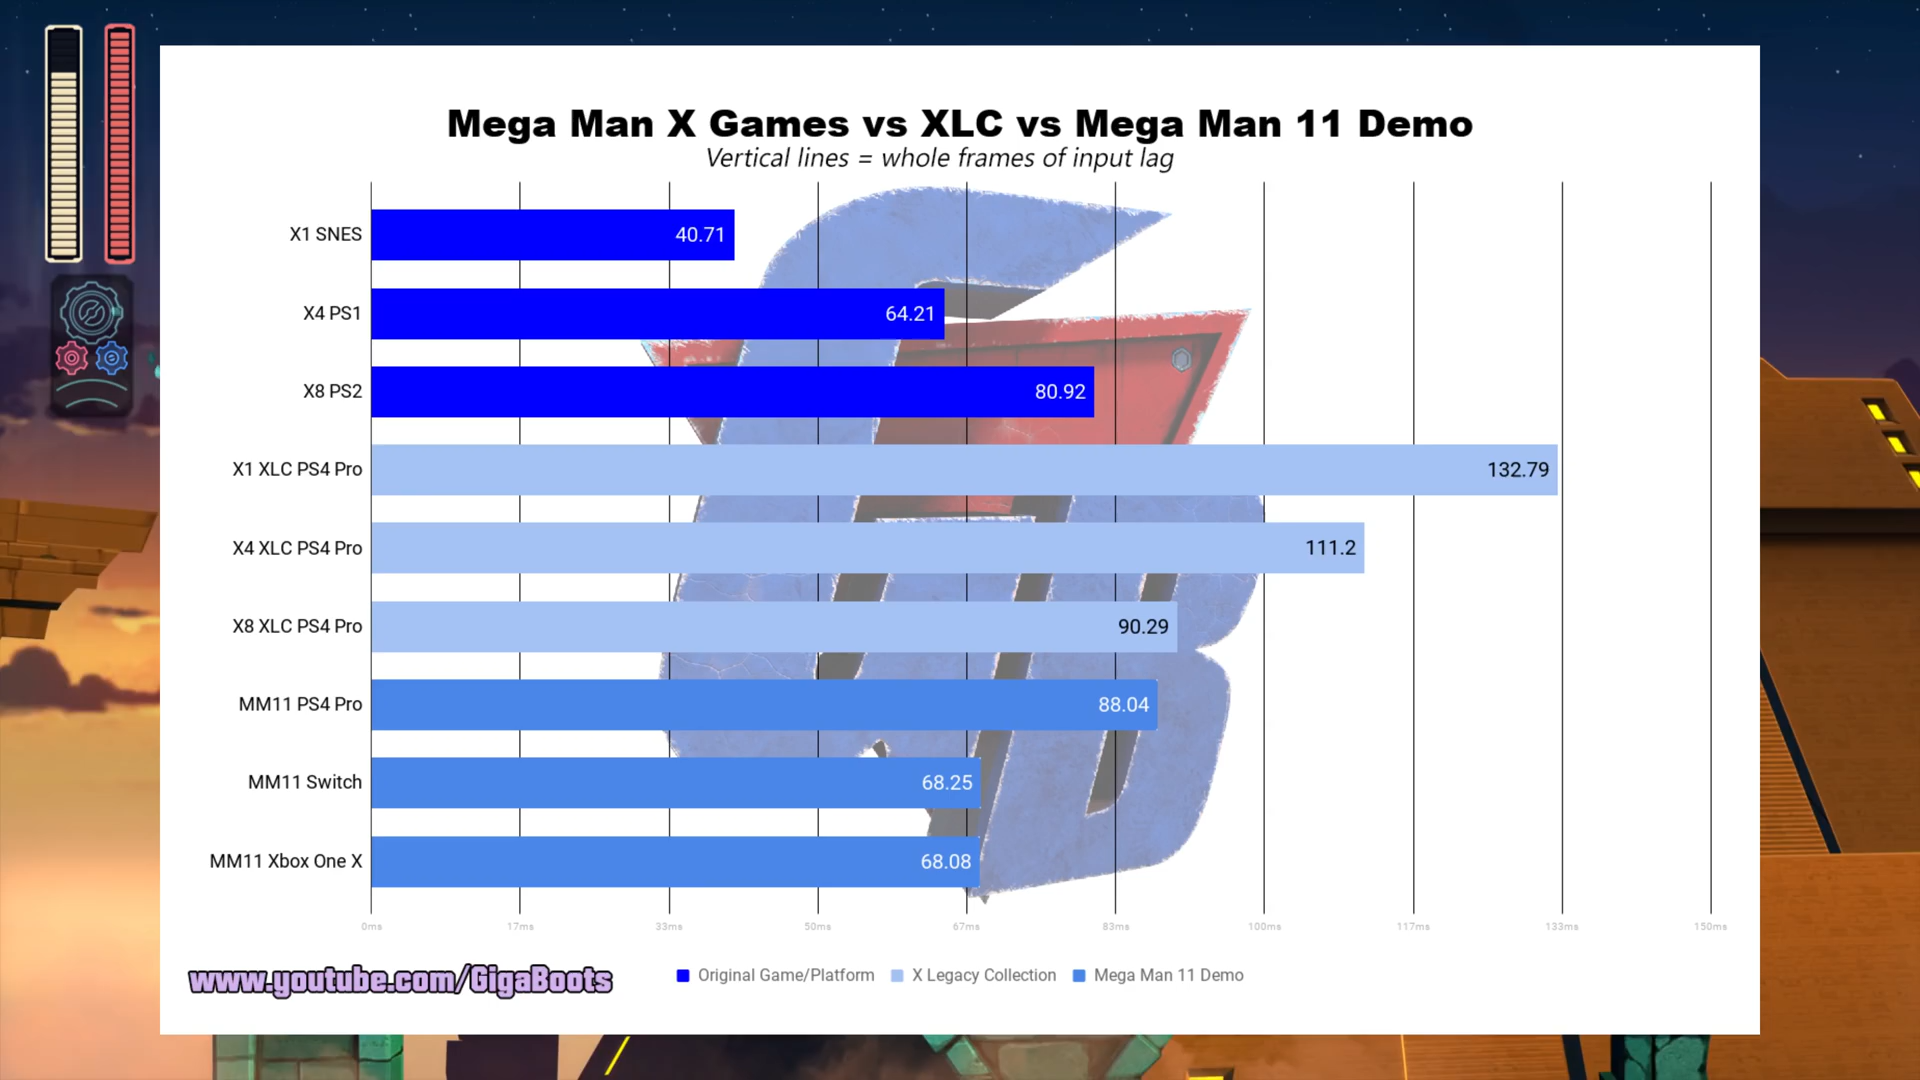 Mega Man X Games vs XLC vs Mega Man 11 Demo
Vertical lines = whole frames of input lag
X1 SNES 40.71
X4 PS1 64.21
X8 PS2 80.92
X1 XLC PS4 Pro 132.79
X4 XLC PS4 Pro 111.2
X8 XLC PS4 Pro 90.29
MM11 PS4 Pro 88.04
MM11 Switch 68.25
MM11 Xbox One X 68.08
0ms 17ms 33ms 50ms 67ms 83ms 100ms 117ms 133ms 150ms
www.youtube.com/GigaBoots
Original Game/Platform X Legacy Collection Mega Man 11 Demo